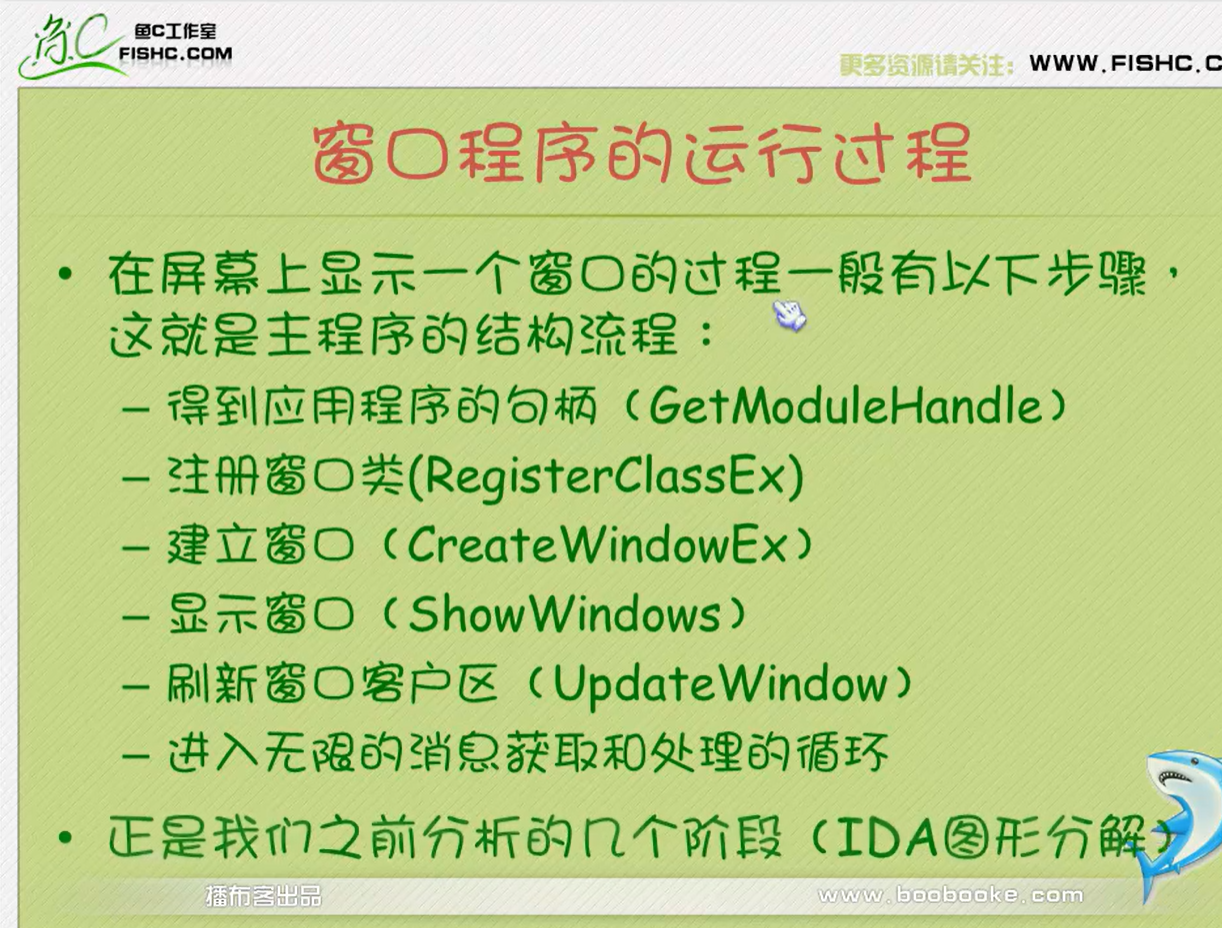 鱼C
鱼C工作室
FISHC.COM
更多资源请关注：WWW.FISHC.C
窗口程序的运行过程
• 在屏幕上显示一个窗口的过程一般有以下步骤，
这就是主程序的结构流程：
– 得到应用程序的句柄（GetModuleHandle）
– 注册窗口类(RegisterClassEx)
– 建立窗口（CreateWindowEx）
– 显示窗口（ShowWindows）
– 刷新窗口客户区（UpdateWindow）
– 进入无限的消息获取和处理的循环
• 正是我们之前分析的几个阶段（IDA图形分解）
播布客出品
www.boobooke.com